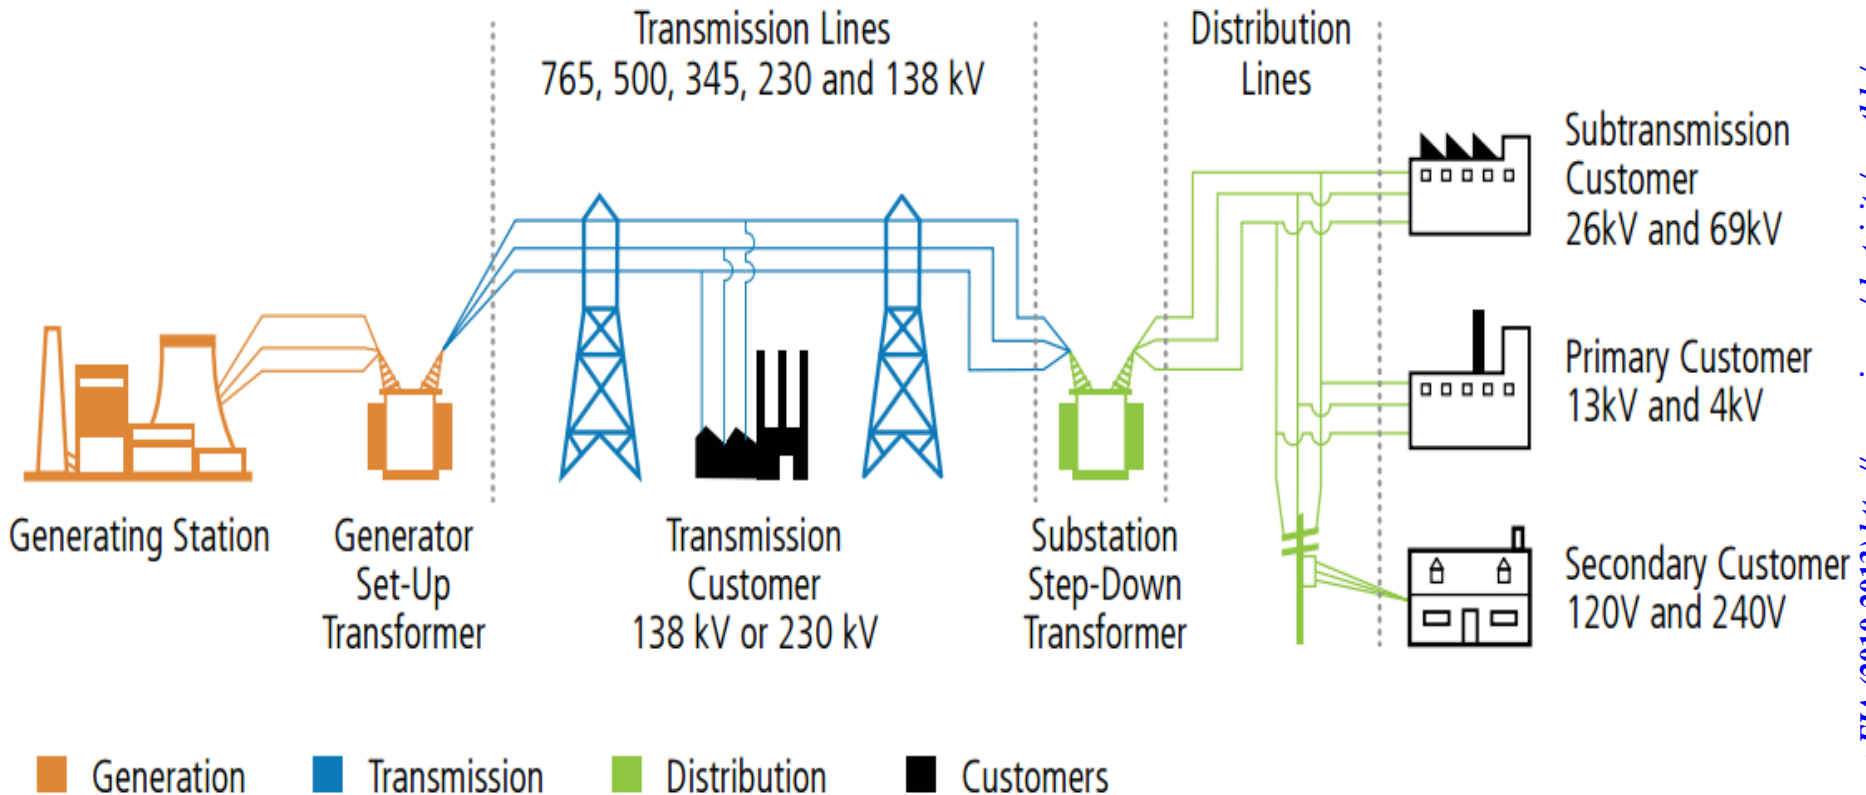 Transmission Lines
765, 500, 345, 230 and 138 kV
Distribution
Lines
Subtransmission
Customer
26kV and 69kV
Primary Customer
13kV and 4kV
Secondary Customer
120V and 240V
Generating Station
Generator
Set-Up
Transformer
Transmission
Customer
138 kV or 230 kV
Substation
Step-Down
Transformer
Generation
Transmission
Distribution
Customers